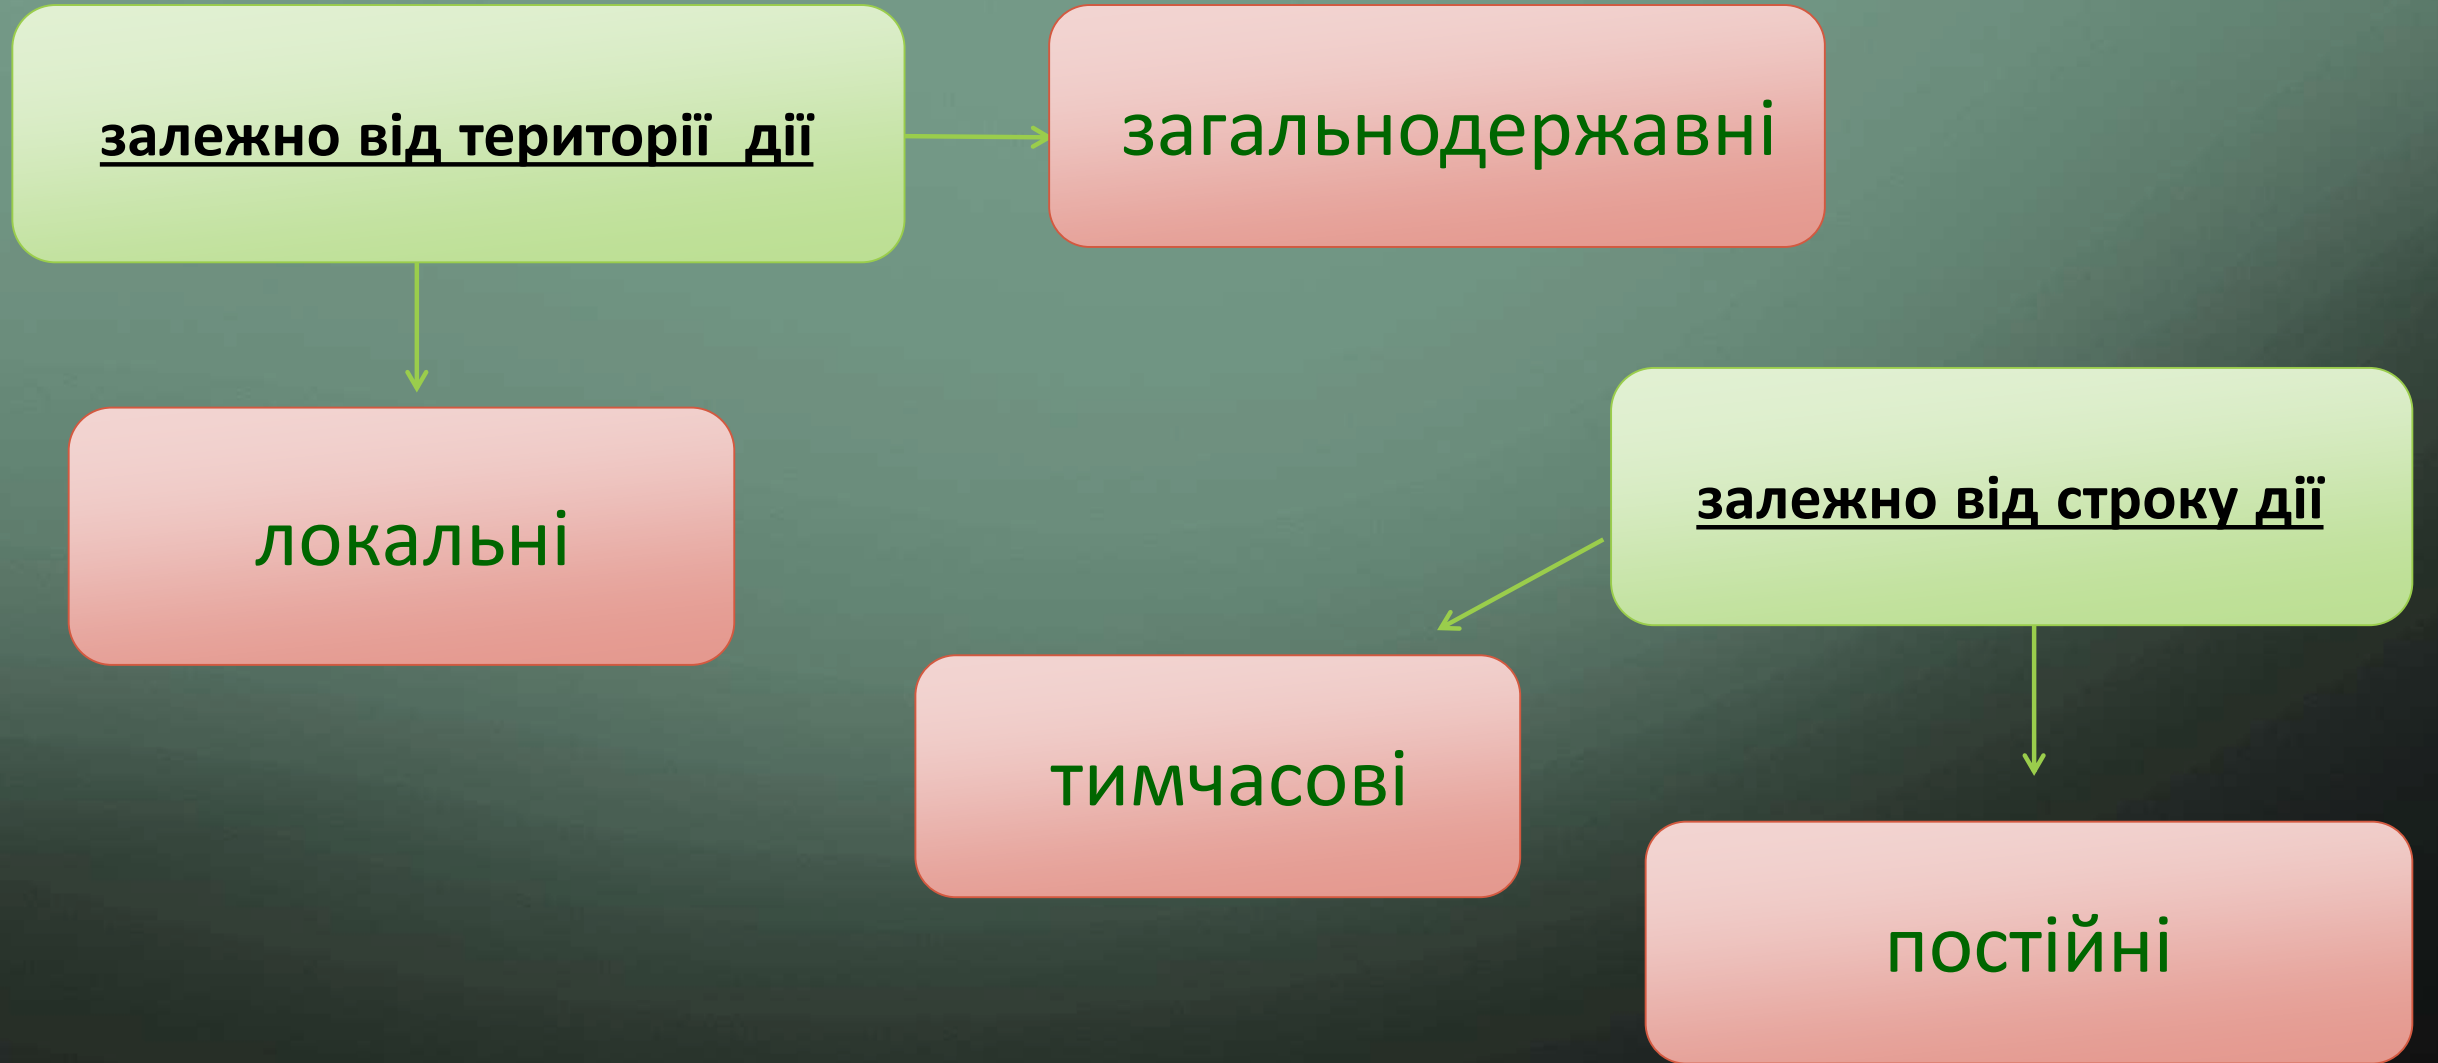 залежно від території дії
загальнодержавні
локальні
залежно від строку дії
тимчасові
постійні